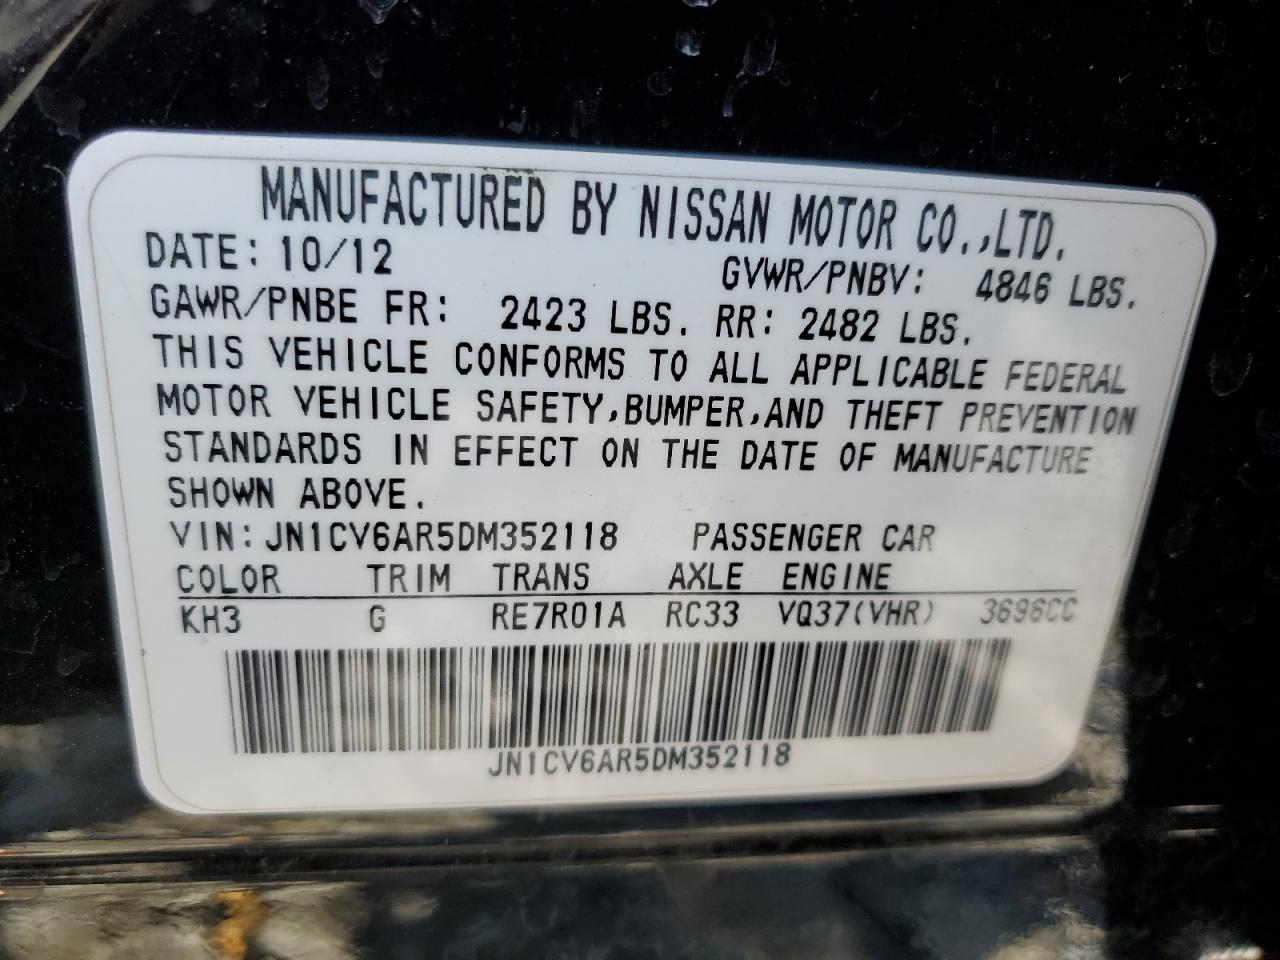 MANUFACTURED BY NISSAN MOTOR CO.,LTD.
DATE: 10/12 GVWR/PNBV: 4846 LBS.
GAWR/PNBE FR: 2423 LBS. RR: 2482 LBS.
THIS VEHICLE CONFORMS TO ALL APPLICABLE FEDERAL
MOTOR VEHICLE SAFETY,BUMPER,AND THEFT PREVENTION
STANDARDS IN EFFECT ON THE DATE OF MANUFACTURE
SHOWN ABOVE.
VIN: JN1CV6AR5DM352118 PASSENGER CAR
COLOR TRIM TRANS AXLE ENGINE
KH3 G RE7R01A RC33 VQ37(VHR) 3696CC
JN1CV6AR5DM352118